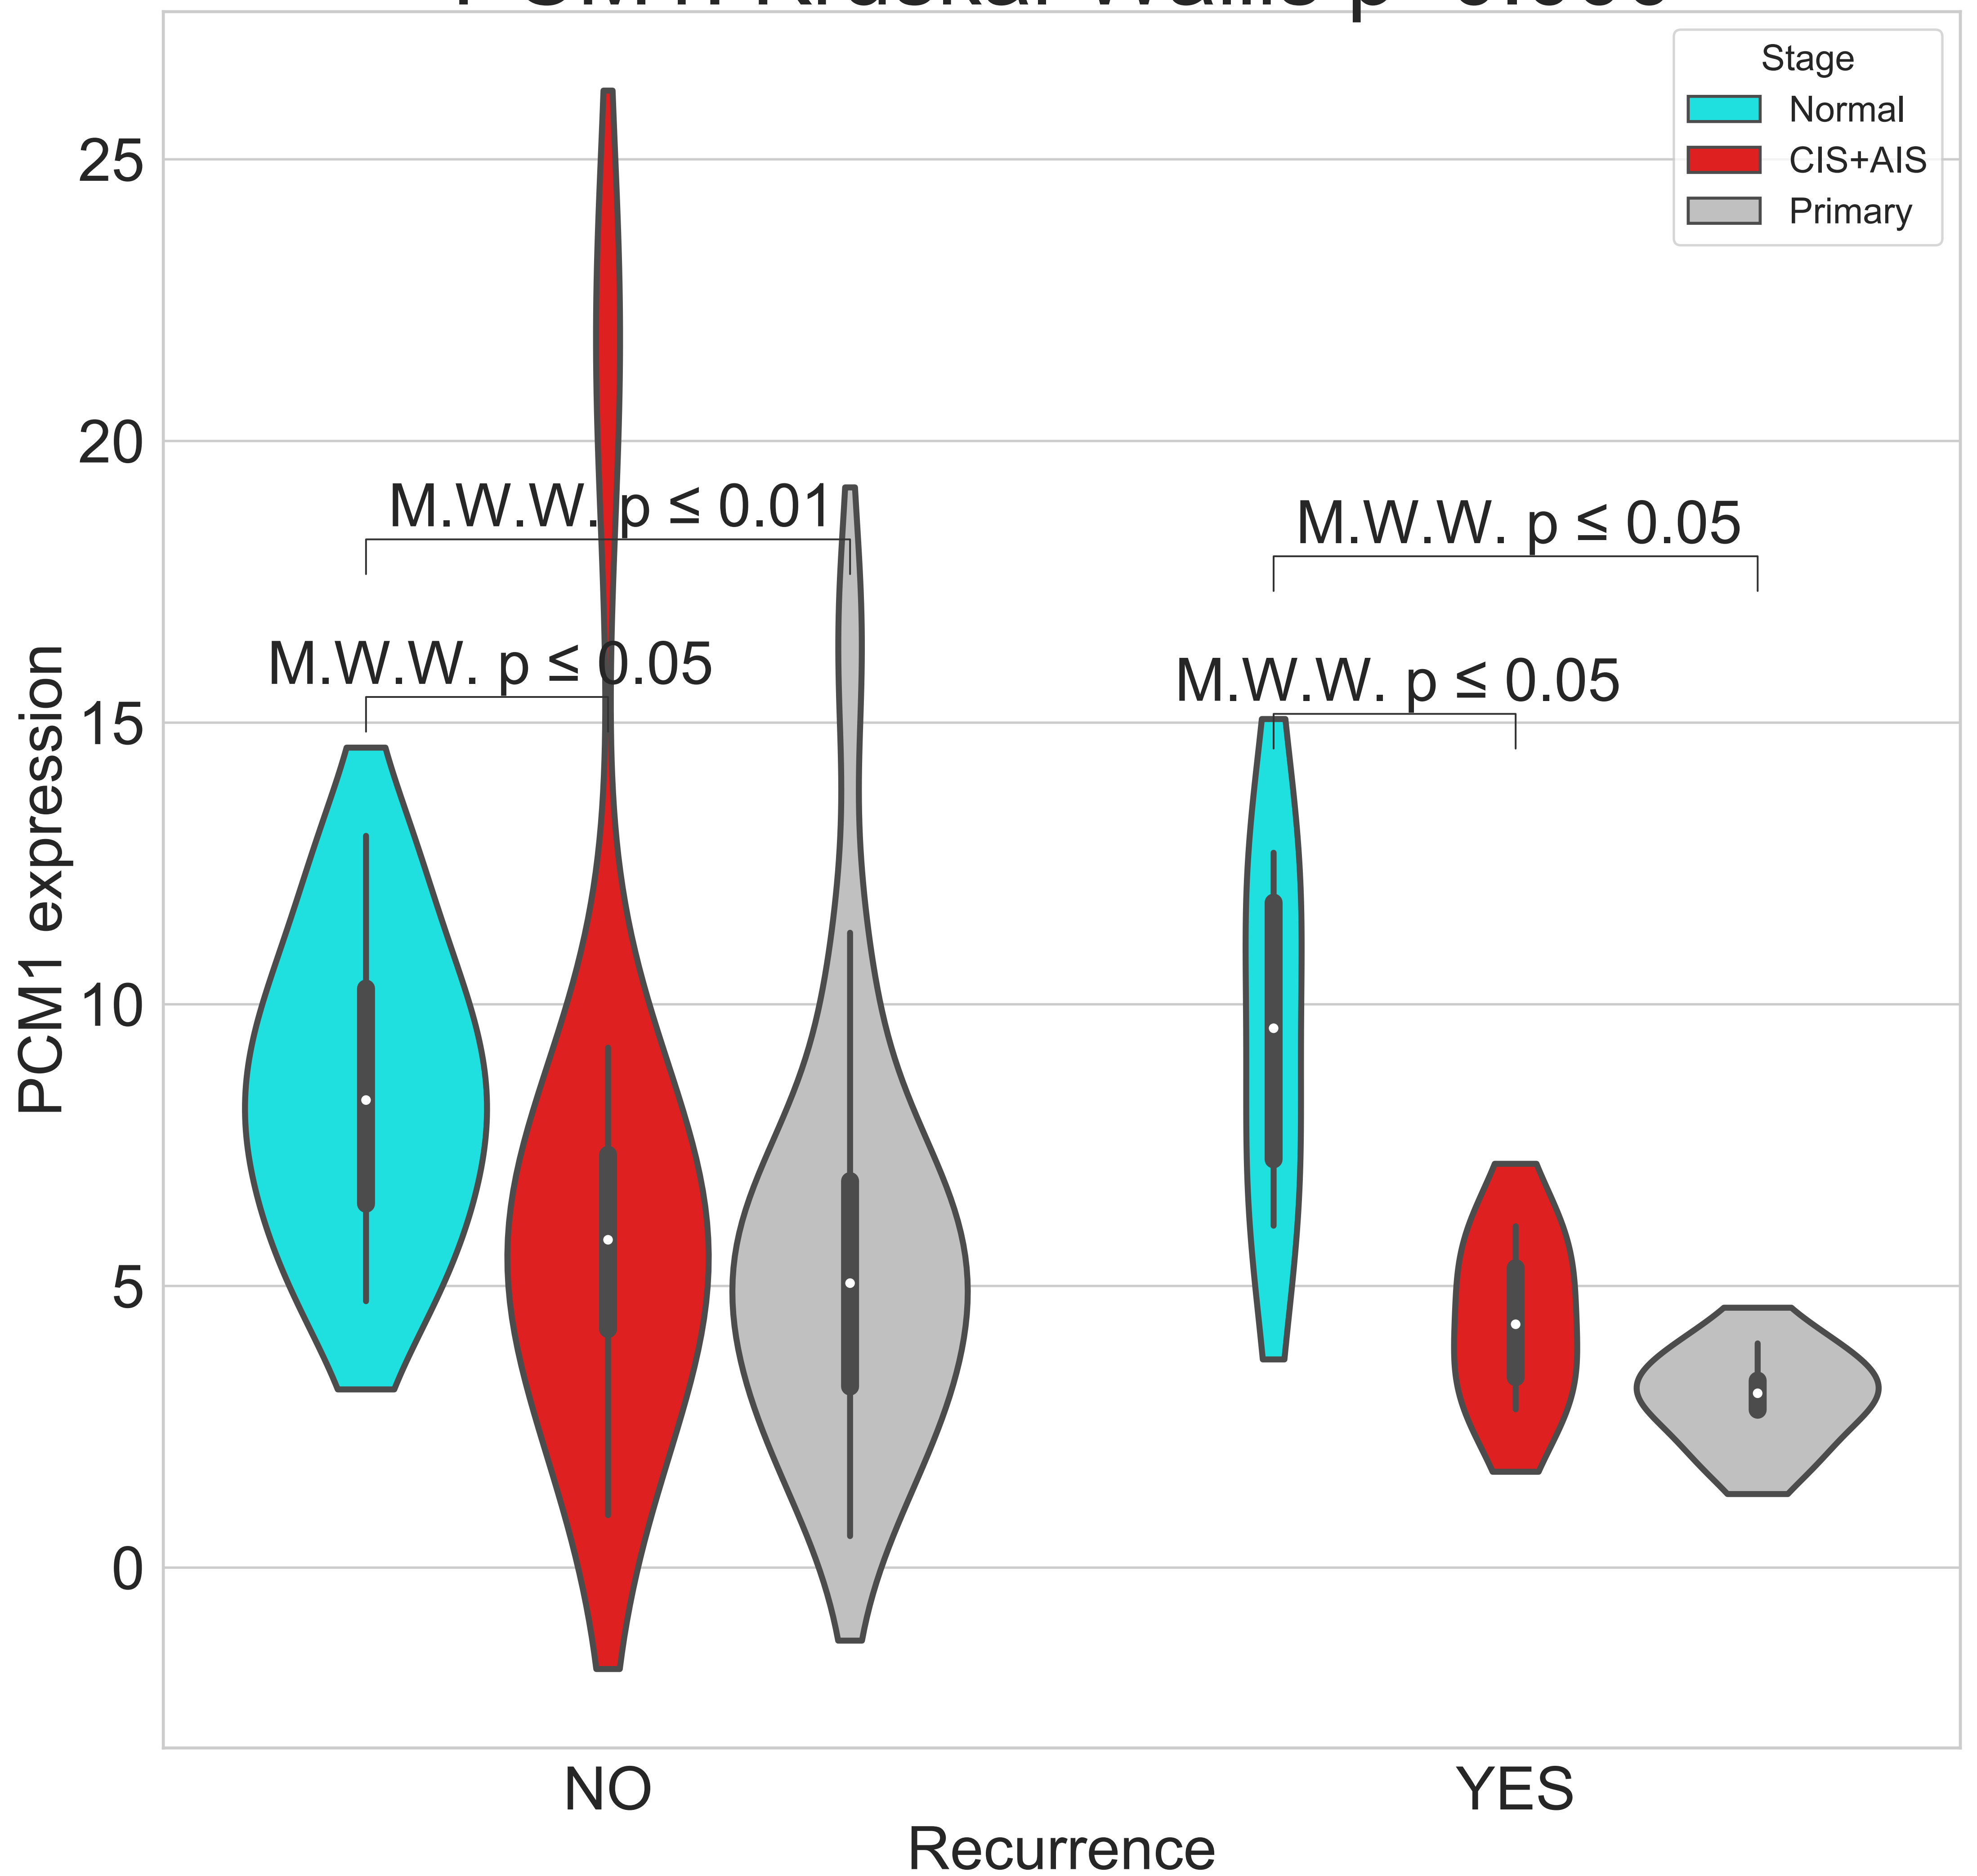 Stage
Normal
CIS+AIS
Primary
25
20
15
10
5
0
PCM1 expression
M.W.W. p ≤ 0.01
M.W.W. p ≤ 0.05
M.W.W. p ≤ 0.05
M.W.W. p ≤ 0.05
NO
YES
Recurrence